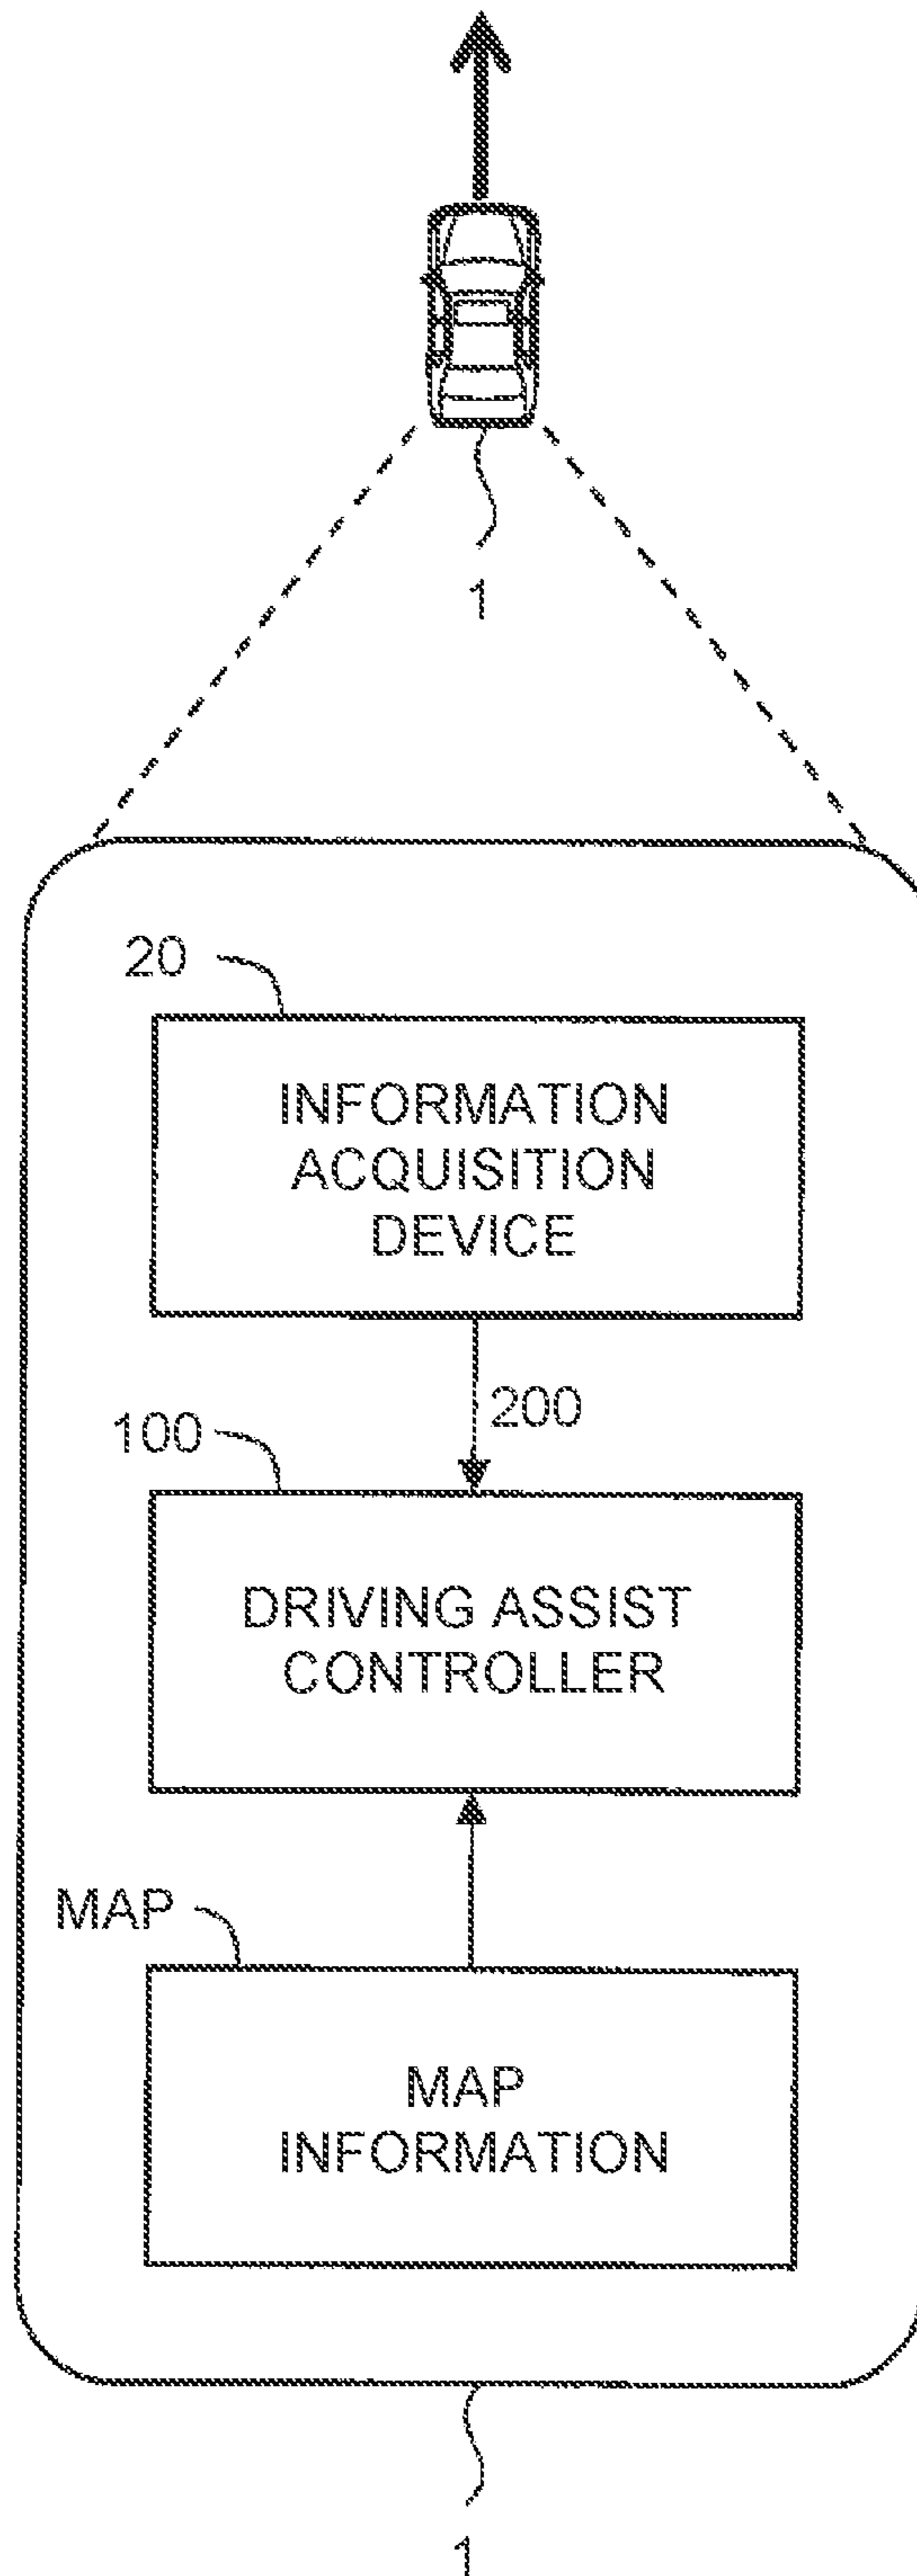 1
20
INFORMATION
ACQUISITION
DEVICE
200
100
DRIVING ASSIST
CONTROLLER
MAP
MAP
INFORMATION
1